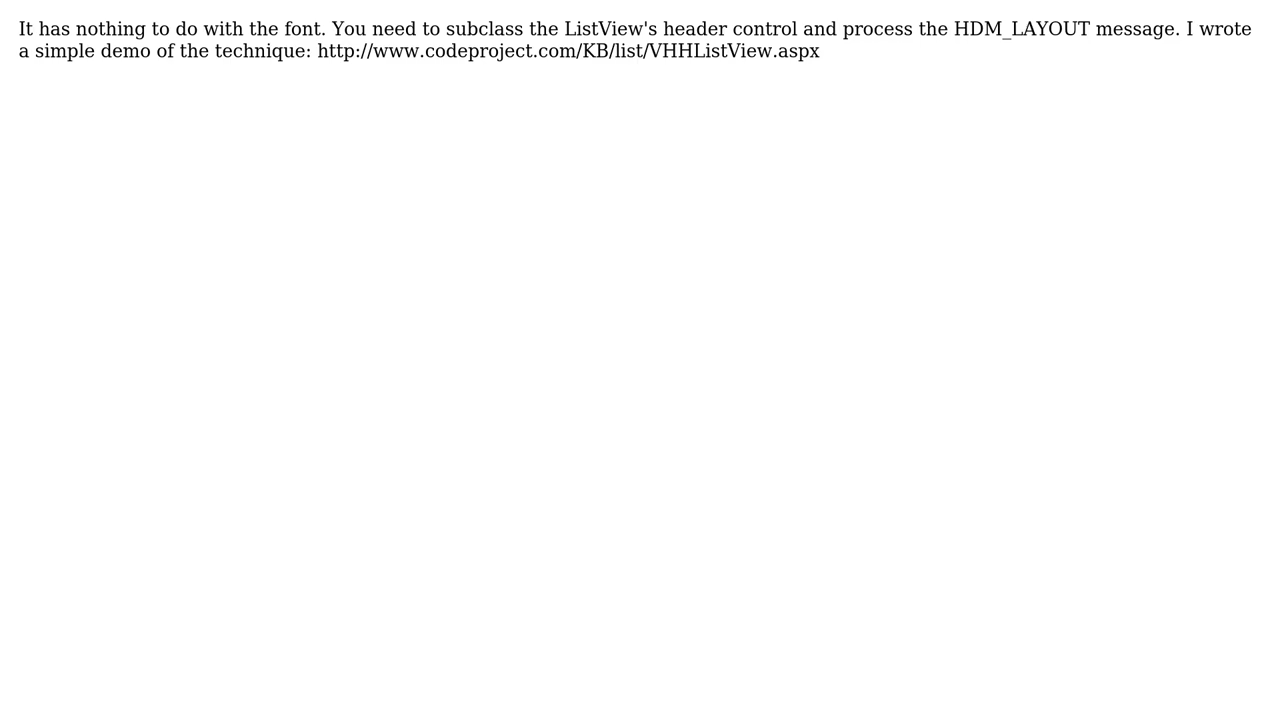 It has nothing to do with the font. You need to subclass the ListView's header control and process the HDM_LAYOUT message. I wrote
a simple demo of the technique: http://www.codeproject.com/KB/list/VHHListView.aspx